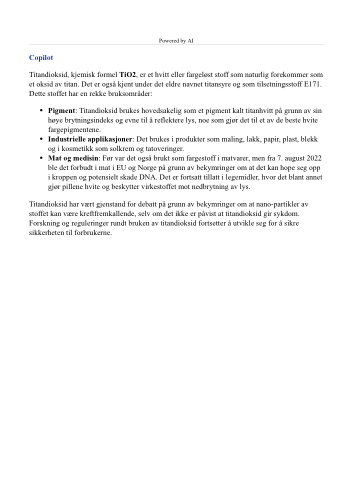 Powered by AI
Copilot
Titandioksid, kjemisk formel TiO2, er et hvitt eller fargeløst stoff som naturlig forekommer som
et oksid av titan. Det er også kjent under det eldre navnet titansyre og som tilsetningsstoff E171.
Dette stoffet har en rekke bruksområder:
• Pigment: Titandioksid brukes hovedsakelig som et pigment kalt titanhvitt på grunn av sin
høye brytningsindeks og evne til å reflektere lys, noe som gjør det til et av de beste hvite
fargepigmentene.
• Industrielle applikasjoner: Det brukes i produkter som maling, lakk, papir, plast, blekk
og i kosmetikk som solkrem og tatoveringer.
• Mat og medisin: Før var det også brukt som fargestoff i matvarer, men fra 7. august 2022
ble det forbudt i mat i EU og Norge på grunn av bekymringer om at det kan hope seg opp
i kroppen og potensielt skade DNA. Det er fortsatt tillatt i legemidler, hvor det blant annet
gjør pillene hvite og beskytter virkestoffet mot nedbrytning av lys.
Titandioksid har vært gjenstand for debatt på grunn av bekymringer om at nano-partikler av
stoffet kan være kreftfremkallende, selv om det ikke er påvist at titandioksid gir sykdom.
Forskning og reguleringer rundt bruken av titandioksid fortsetter å utvikle seg for å sikre
sikkerheten til forbrukerne.